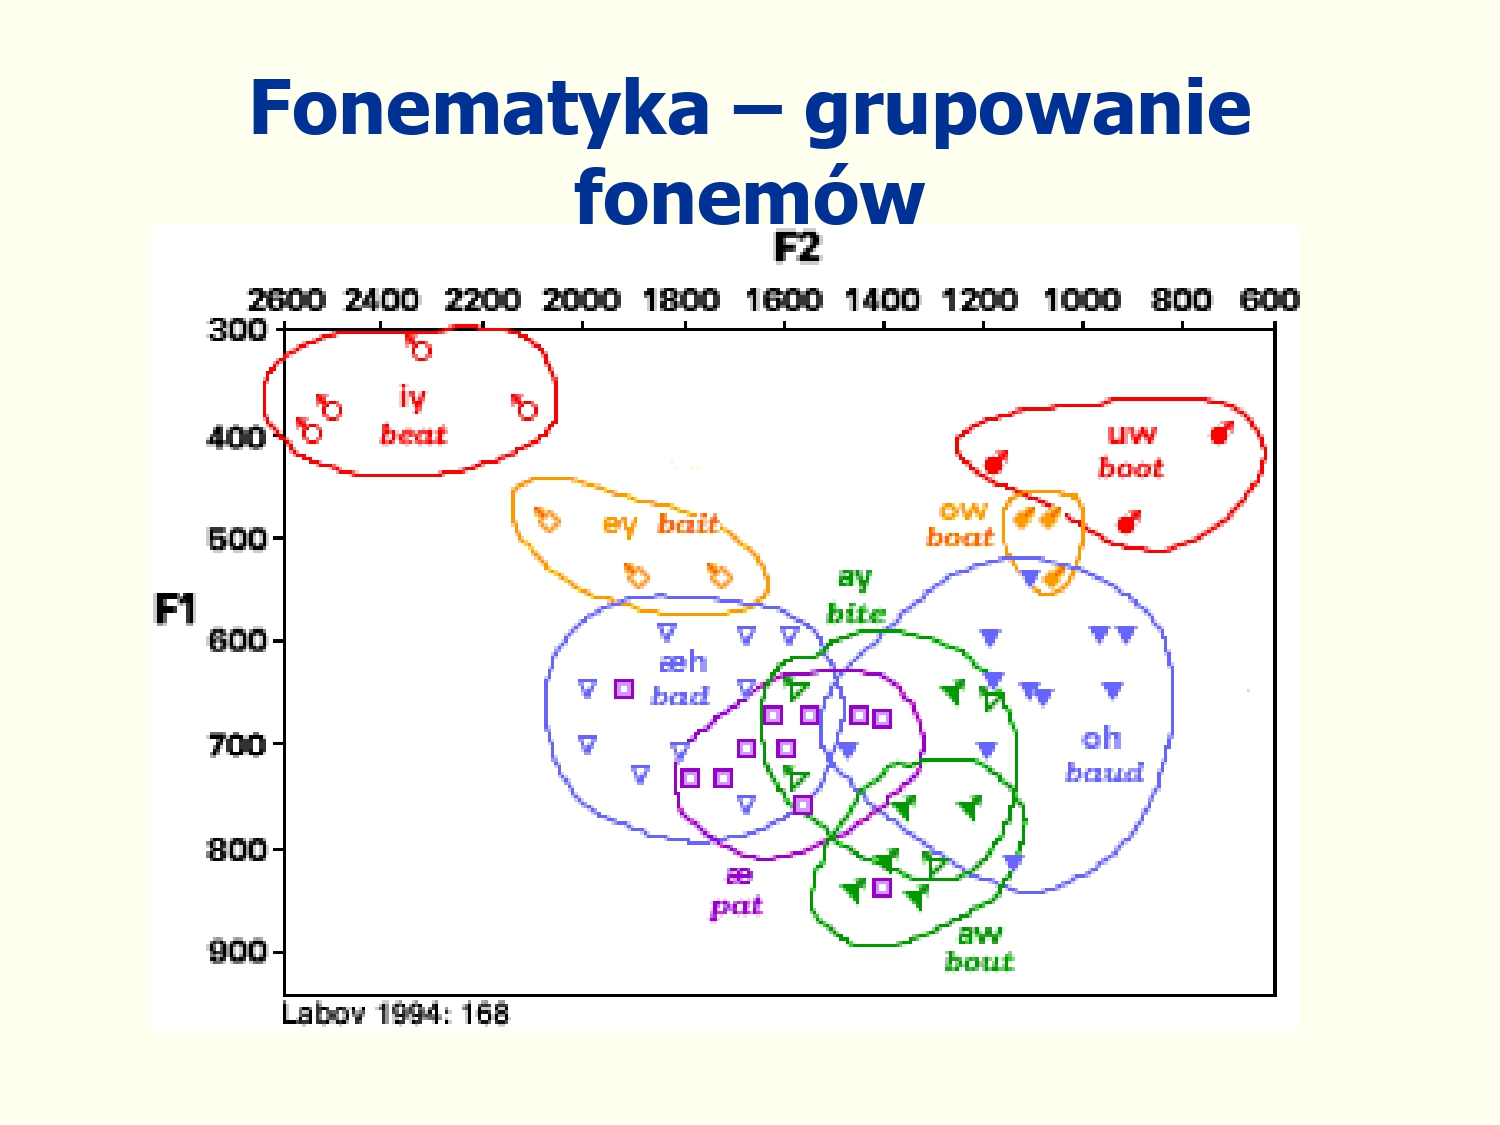 Fonematyka – grupowanie
fonemów
F2
2600 2400 2200 2000 1800 1600 1400 1200 1000 800 600
300
iy
beat
400
uw
boot
500
ey bait
ow
boat
ay
bite
F1
600
æh
bad
700
oh
baud
800
æ
pat
aw
bout
900
Labov 1994: 168